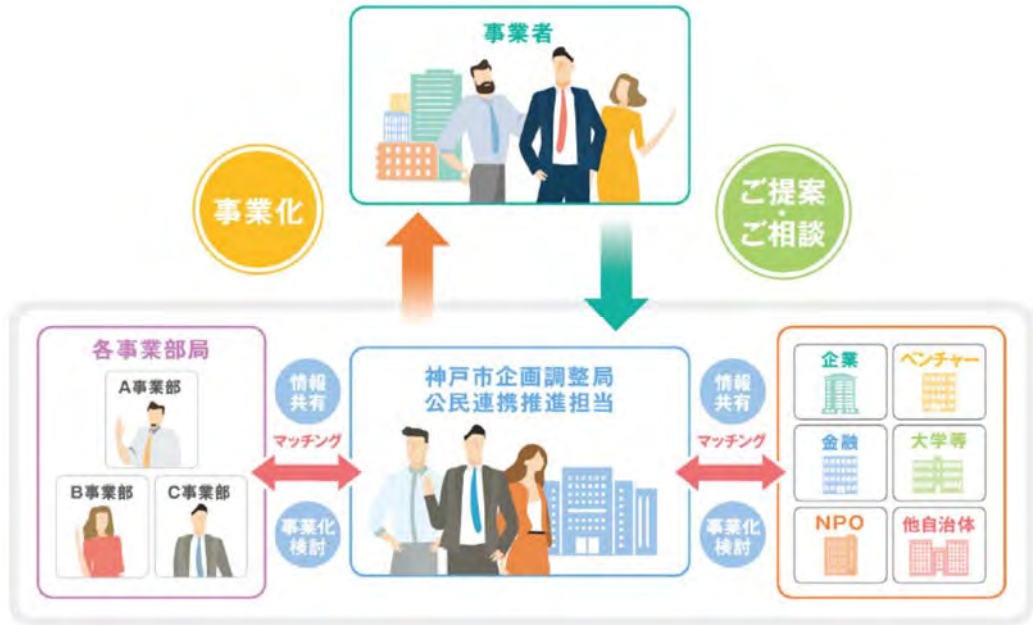 事業者
事業化
ご提案
・
ご相談
各事業部局
A事業部
B事業部
C事業部
情報
共有
マッチング
事業化
検討
神戸市企画調整局
公民連携推進担当
情報
共有
マッチング
事業化
検討
企業
ベンチャー
金融
大学等
NPO
他自治体